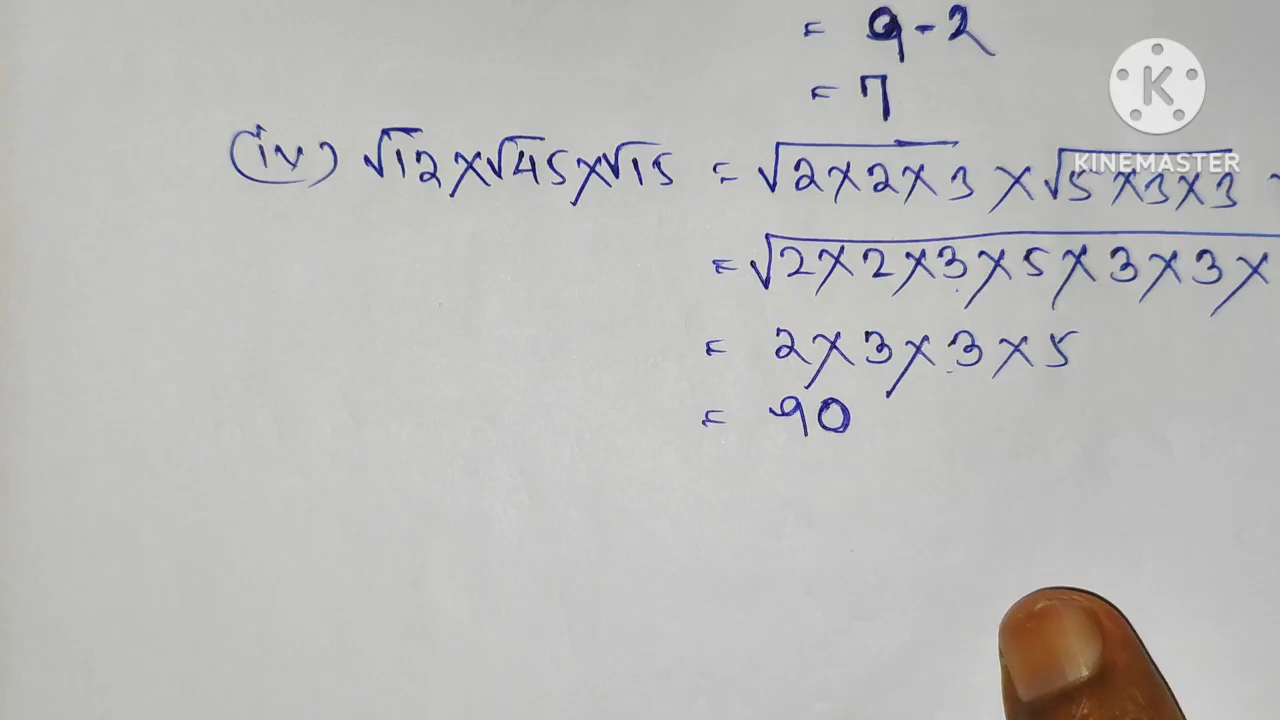 = 9 - 2
= 7
(iv) √12 × √45 × √15 = √2×2×3 × √5×3×3
= √2×2×3×5×3×3×
= 2×3×3×5
= 90
K
KINEMASTER